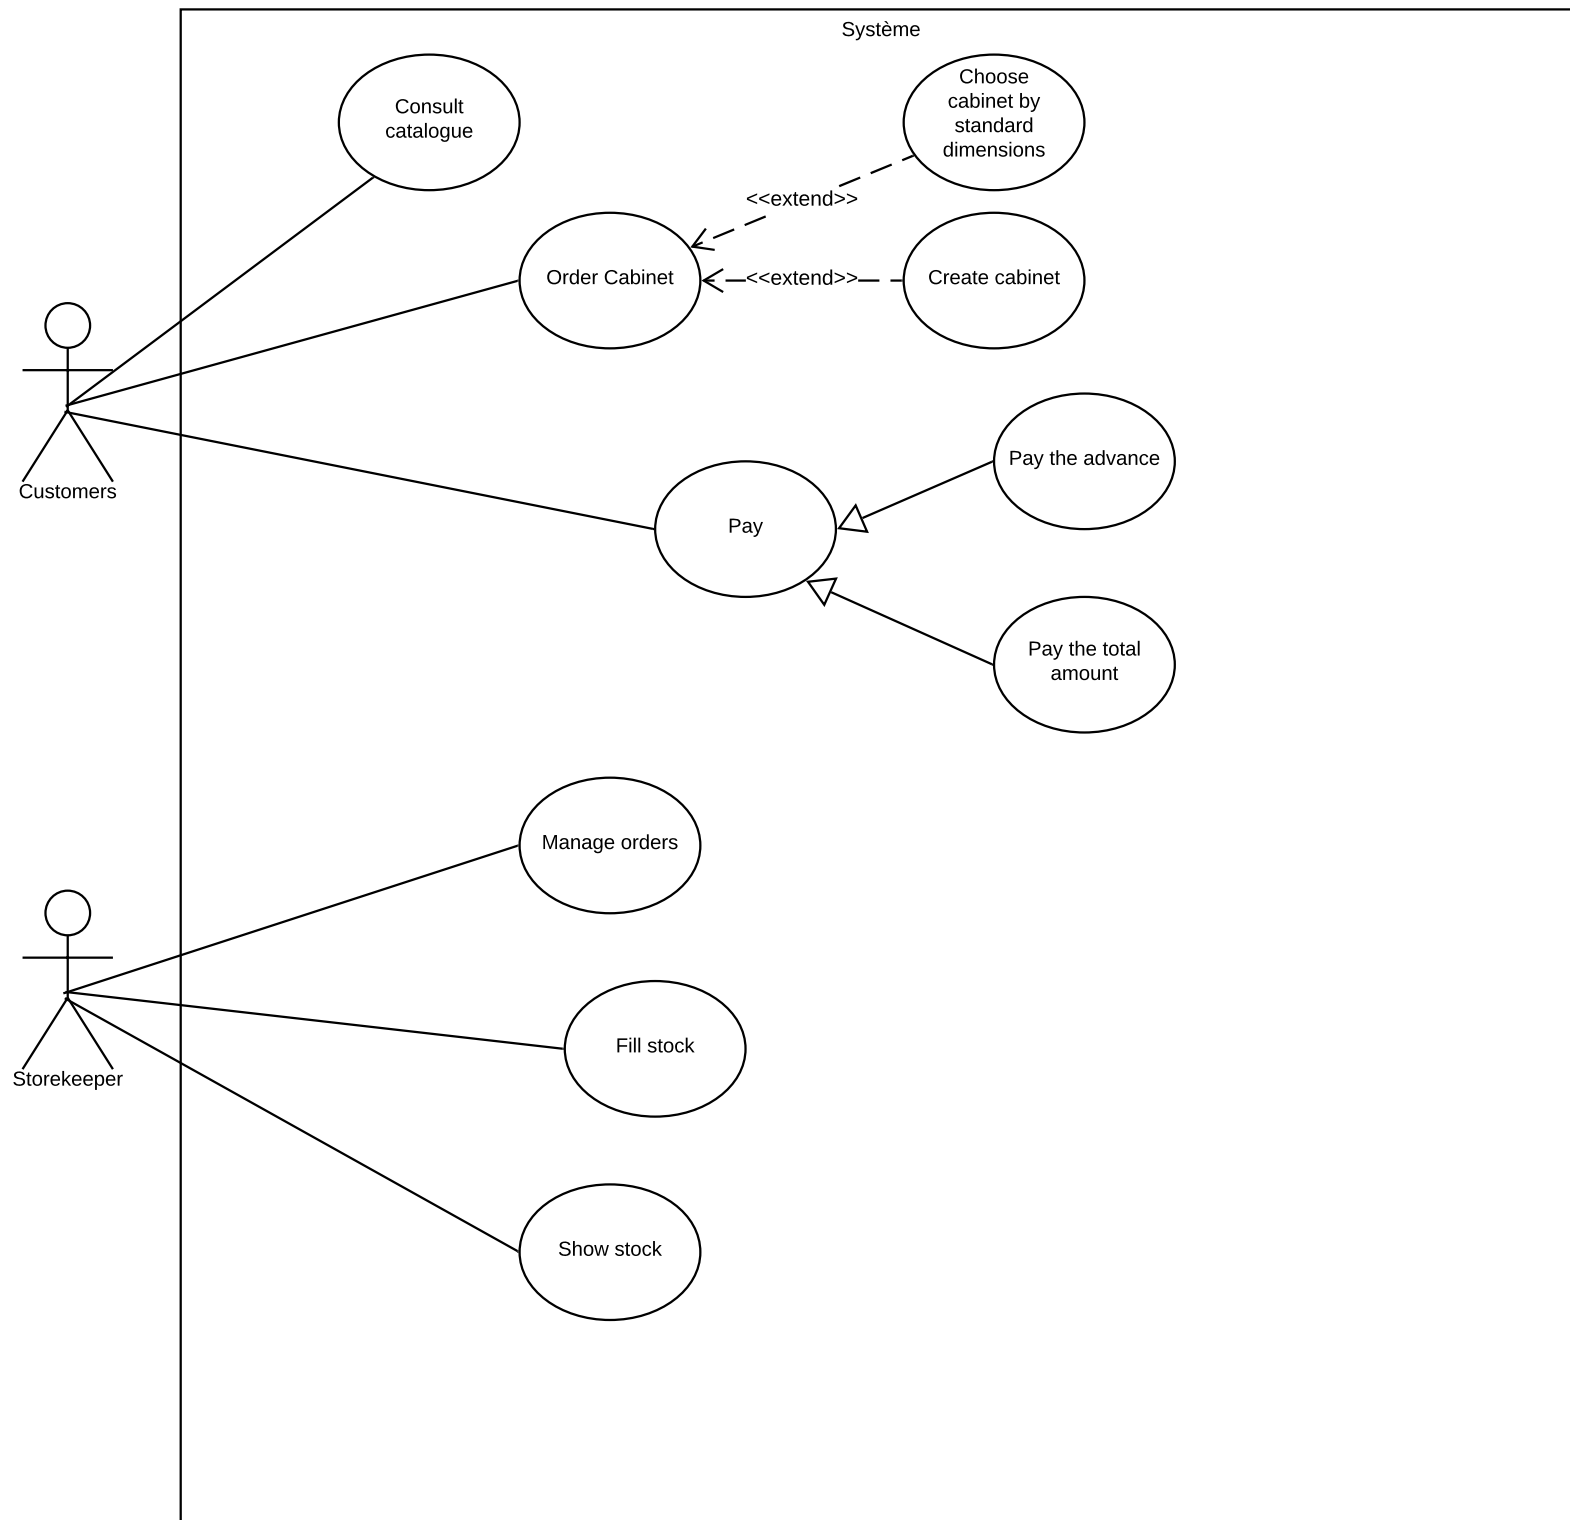 Système
Consult
catalogue
Choose
cabinet by
standard
dimensions
<<extend>>
Order Cabinet
<<extend>>
Create cabinet
Customers
Pay the advance
Pay
Pay the total
amount
Manage orders
Storekeeper
Fill stock
Show stock